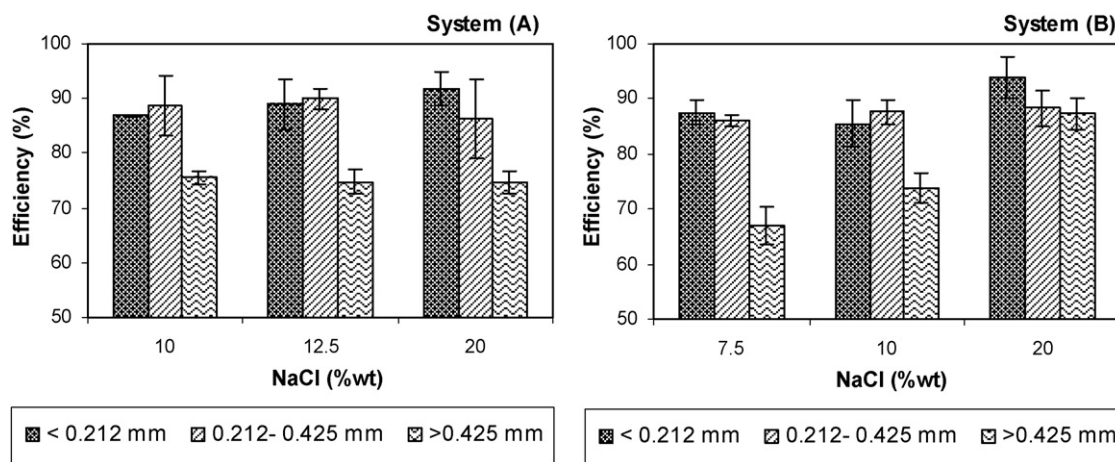 System (A)
100
90
80
70
60
50
Efficiency (%)
10 12.5 20
NaCl (%wt)
< 0.212 mm 0.212- 0.425 mm >0.425 mm
System (B)
100
90
80
70
60
50
Efficiency (%)
7.5 10 20
NaCl (%wt)
< 0.212 mm 0.212- 0.425 mm >0.425 mm